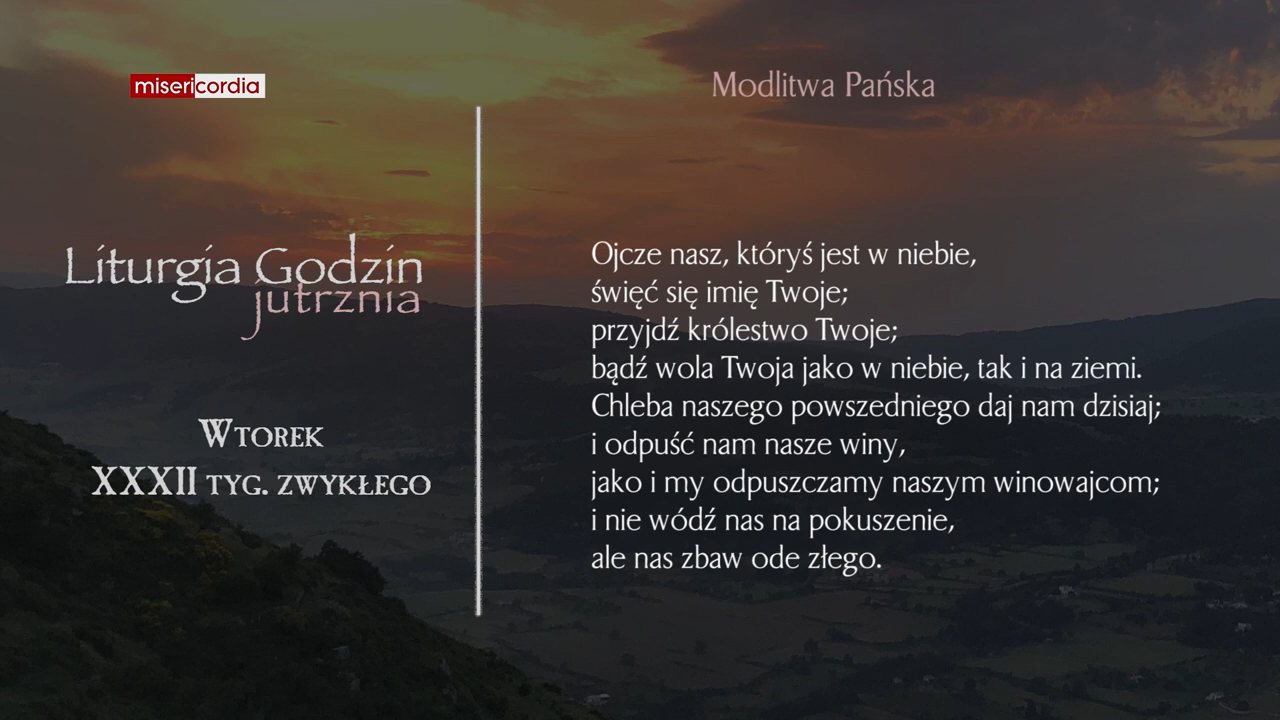 misericordia
Liturgia Godzin
jutrznia
Wtorek
XXXII tyg. zwykłego
Modlitwa Pańska
Ojcze nasz, któryś jest w niebie,
święć się imię Twoje;
przyjdź królestwo Twoje;
bądź wola Twoja jako w niebie, tak i na ziemi.
Chleba naszego powszedniego daj nam dzisiaj;
i odpuść nam nasze winy,
jako i my odpuszczamy naszym winowajcom;
i nie wódź nas na pokuszenie,
ale nas zbaw ode złego.